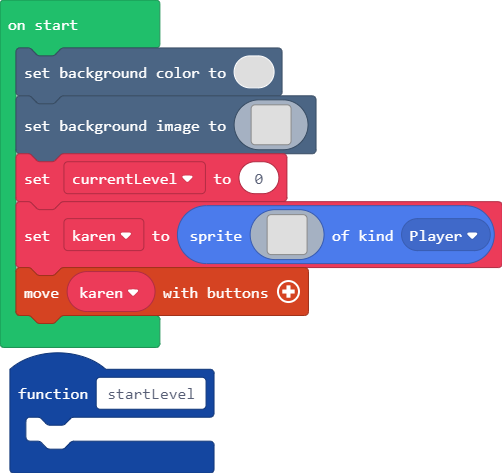 on start
set background color to
set background image to
set currentLevel to 0
set karen to sprite of kind Player
move karen with buttons
function startLevel